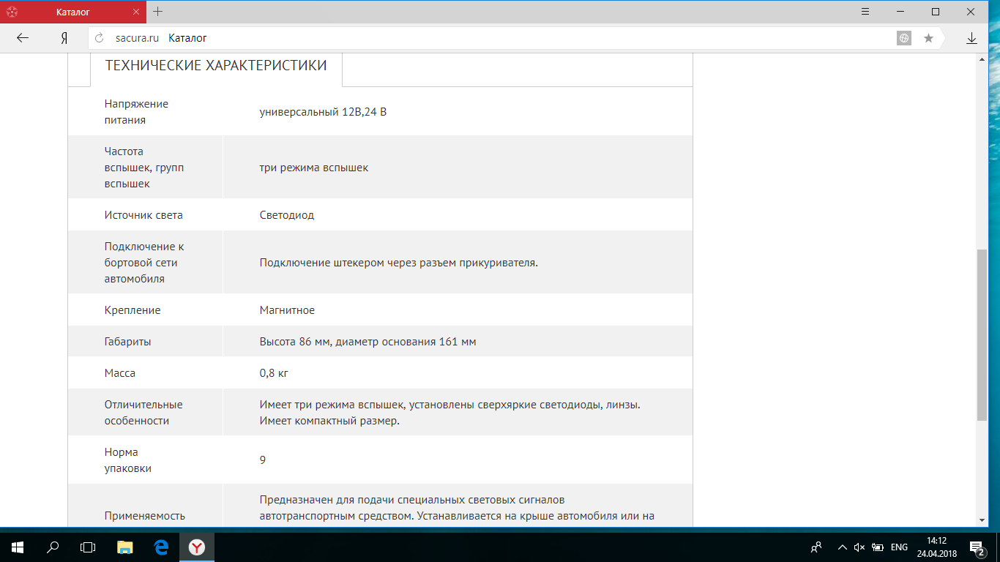 Каталог
sacura.ru Каталог
ТЕХНИЧЕСКИЕ ХАРАКТЕРИСТИКИ
Напряжение
питания
универсальный 12В,24 В
Частота
вспышек, групп
вспышек
три режима вспышек
Источник света
Светодиод
Подключение к
бортовой сети
автомобиля
Подключение штекером через разъем прикуривателя.
Крепление
Магнитное
Габариты
Высота 86 мм, диаметр основания 161 мм
Масса
0,8 кг
Отличительные
особенности
Имеет три режима вспышек, установлены сверхяркие светодиоды, линзы.
Имеет компактный размер.
Норма
упаковки
9
Применяемость
Предназначен для подачи специальных световых сигналов
автотранспортным средством. Устанавливается на крыше автомобиля или на
ENG
14:12
24.04.2018
2